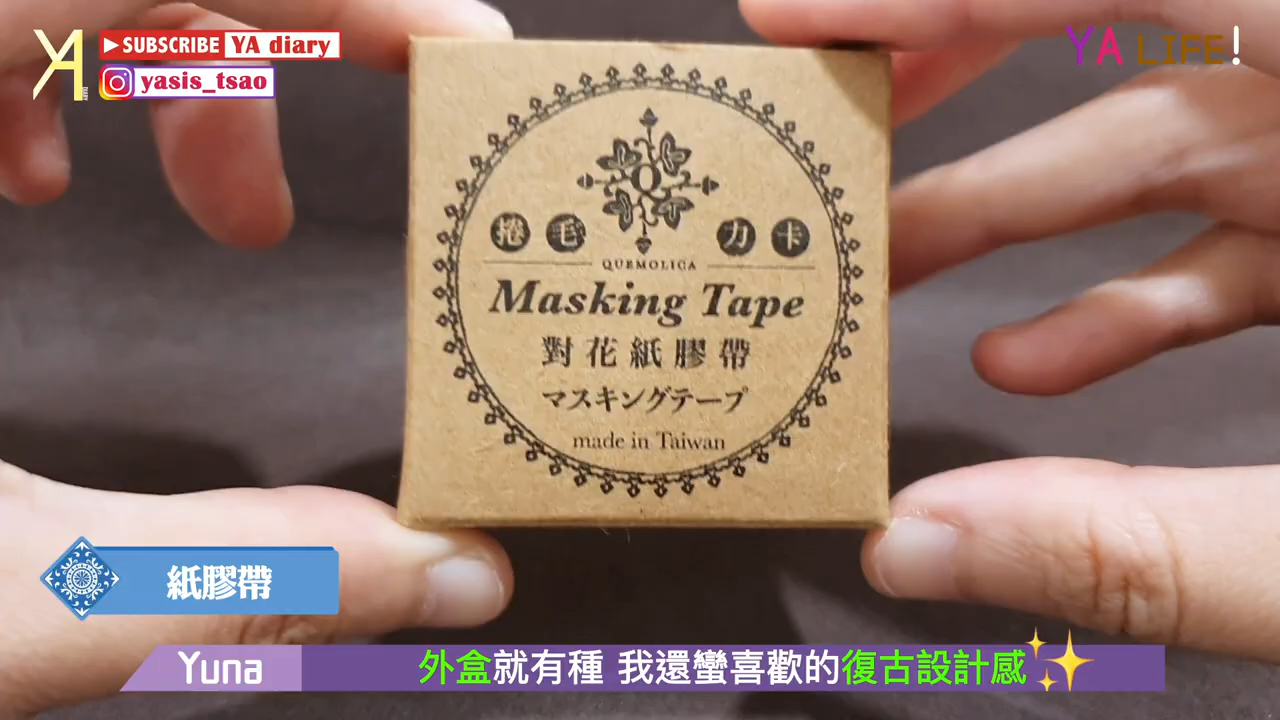 YA
DIARY
SUBSCRIBE YA diary
yasis_tsao
YA LIFE!
Q
捲毛 力卡
QUEMOLICA
Masking Tape
對花紙膠帶
マスキングテープ
made in Taiwan
紙膠帶
Yuna 外盒就有種 我還蠻喜歡的復古設計感